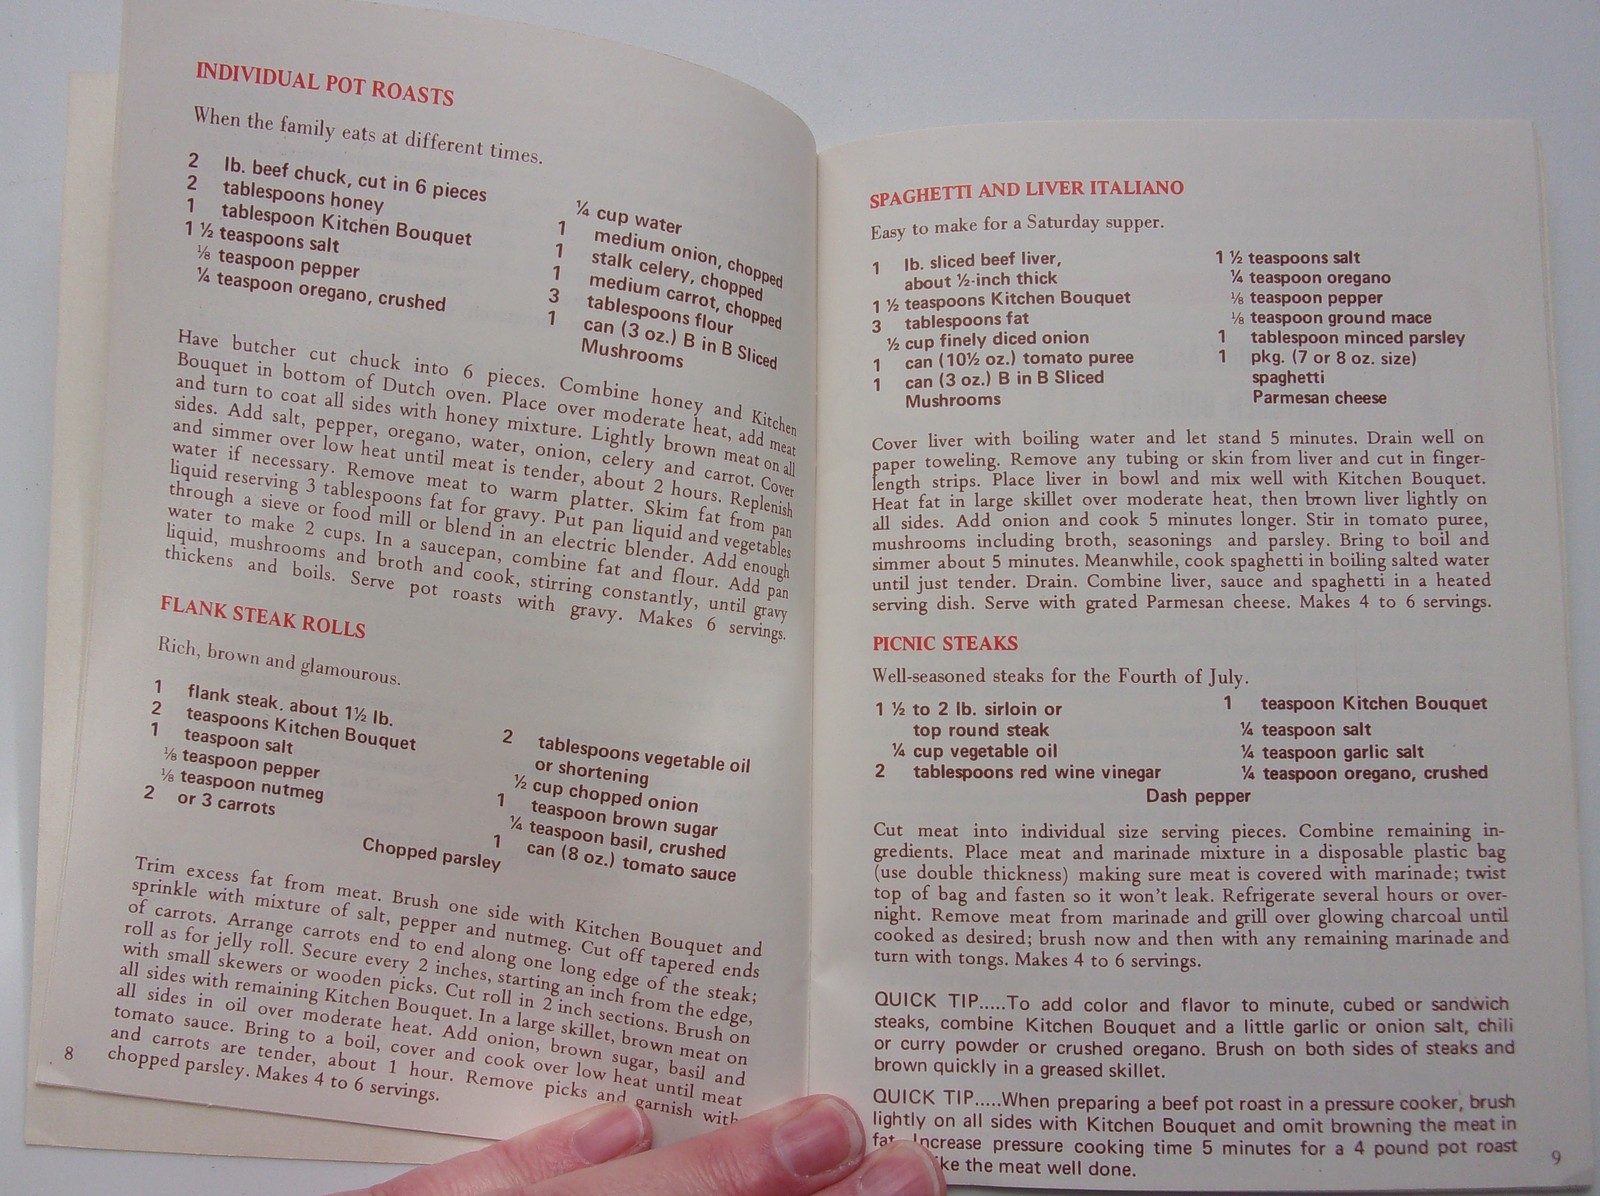 INDIVIDUAL POT ROASTS
When the family eats at different times.
2 lb. beef chuck, cut in 6 pieces
2 tablespoons honey
1 tablespoon Kitchen Bouquet
1 ½ teaspoons salt
⅛ teaspoon pepper
¼ teaspoon oregano, crushed
¼ cup water
1 medium onion, chopped
1 stalk celery, chopped
1 medium carrot, chopped
3 tablespoons flour
1 can (3 oz.) B in B Sliced
Mushrooms
Have butcher cut chuck into 6 pieces. Combine honey and Kitchen
Bouquet in bottom of Dutch oven. Place over moderate heat, add meat
and turn to coat all sides with honey mixture. Lightly brown meat on all
sides. Add salt, pepper, oregano, water, onion, celery and carrot. Cover
and simmer over low heat until meat is tender, about 2 hours. Replenish
water if necessary. Remove meat to warm platter. Skim fat from pan
liquid reserving 3 tablespoons fat for gravy. Put pan liquid and vegetables
through a sieve or food mill or blend in an electric blender. Add enough
water to make 2 cups. In a saucepan, combine fat and flour. Add pan
liquid, mushrooms and broth and cook, stirring constantly, until gravy
thickens and boils. Serve pot roasts with gravy. Makes 6 servings.
FLANK STEAK ROLLS
Rich, brown and glamourous.
1 flank steak. about 1½ lb.
2 teaspoons Kitchen Bouquet
1 teaspoon salt
⅛ teaspoon pepper
⅛ teaspoon nutmeg
2 or 3 carrots
2 tablespoons vegetable oil
or shortening
½ cup chopped onion
1 teaspoon brown sugar
¼ teaspoon basil, crushed
1 can (8 oz.) tomato sauce
Chopped parsley
Trim excess fat from meat. Brush one side with Kitchen Bouquet and
sprinkle with mixture of salt, pepper and nutmeg. Cut off tapered ends
of carrots. Arrange carrots end to end along one long edge of the steak;
roll as for jelly roll. Secure every 2 inches, starting an inch from the edge,
with small skewers or wooden picks. Cut roll in 2 inch sections. Brush on
all sides with remaining Kitchen Bouquet. In a large skillet, brown meat on
all sides in oil over moderate heat. Add onion, brown sugar, basil and
tomato sauce. Bring to a boil, cover and cook over low heat until meat
and carrots are tender, about 1 hour. Remove picks and garnish with
chopped parsley. Makes 4 to 6 servings.
8
SPAGHETTI AND LIVER ITALIANO
Easy to make for a Saturday supper.
1 lb. sliced beef liver,
about ½-inch thick
1 ½ teaspoons Kitchen Bouquet
3 tablespoons fat
½ cup finely diced onion
1 can (10½ oz.) tomato puree
1 can (3 oz.) B in B Sliced
Mushrooms
1 ½ teaspoons salt
¼ teaspoon oregano
⅛ teaspoon pepper
⅛ teaspoon ground mace
1 tablespoon minced parsley
1 pkg. (7 or 8 oz. size)
spaghetti
Parmesan cheese
Cover liver with boiling water and let stand 5 minutes. Drain well on
paper toweling. Remove any tubing or skin from liver and cut in finger-
length strips. Place liver in bowl and mix well with Kitchen Bouquet.
Heat fat in large skillet over moderate heat, then brown liver lightly on
all sides. Add onion and cook 5 minutes longer. Stir in tomato puree,
mushrooms including broth, seasonings and parsley. Bring to boil and
simmer about 5 minutes. Meanwhile, cook spaghetti in boiling salted water
until just tender. Drain. Combine liver, sauce and spaghetti in a heated
serving dish. Serve with grated Parmesan cheese. Makes 4 to 6 servings.
PICNIC STEAKS
Well-seasoned steaks for the Fourth of July.
1 ½ to 2 lb. sirloin or
top round steak
¼ cup vegetable oil
2 tablespoons red wine vinegar
1 teaspoon Kitchen Bouquet
¼ teaspoon salt
¼ teaspoon garlic salt
¼ teaspoon oregano, crushed
Dash pepper
Cut meat into individual size serving pieces. Combine remaining in-
gredients. Place meat and marinade mixture in a disposable plastic bag
(use double thickness) making sure meat is covered with marinade; twist
top of bag and fasten so it won't leak. Refrigerate several hours or over-
night. Remove meat from marinade and grill over glowing charcoal until
cooked as desired; brush now and then with any remaining marinade and
turn with tongs. Makes 4 to 6 servings.
QUICK TIP.....To add color and flavor to minute, cubed or sandwich
steaks, combine Kitchen Bouquet and a little garlic or onion salt, chili
or curry powder or crushed oregano. Brush on both sides of steaks and
brown quickly in a greased skillet.
QUICK TIP.....When preparing a beef pot roast in a pressure cooker, brush
lightly on all sides with Kitchen Bouquet and omit browning the meat in
fat. Increase pressure cooking time 5 minutes for a 4 pound pot roast
the meat well done.
9